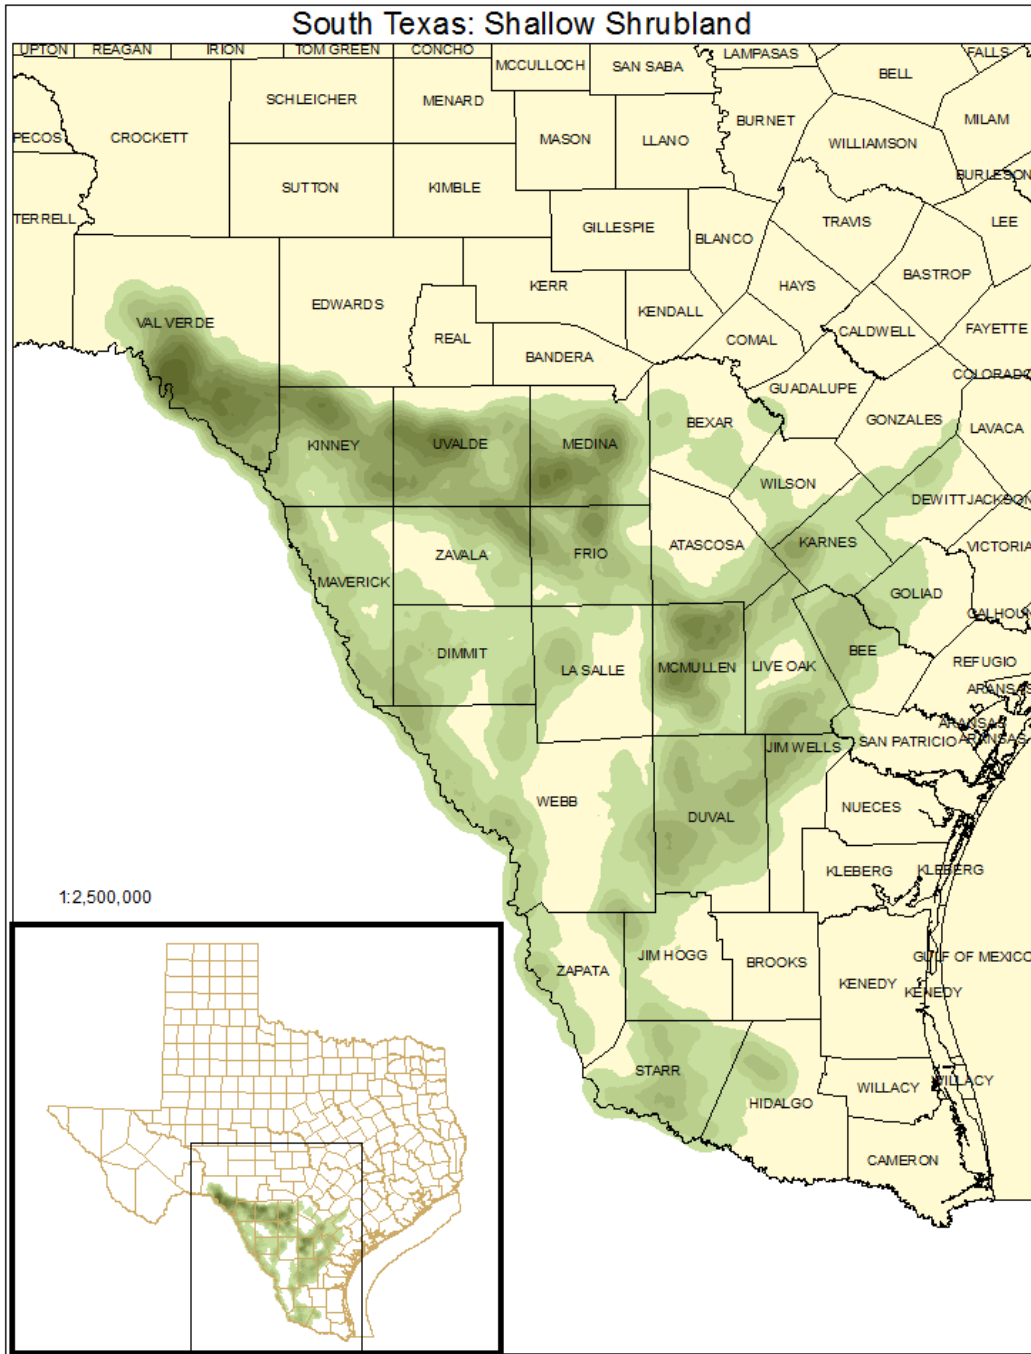 South Texas: Shallow Shrubland
UPTON REAGAN IRION TOM GREEN CONCHO LAMPASAS FALLS
MCCULLOCH SAN SABA BELL
SCHLEICHER MENARD BURNET MILAM
PECOS CROCKETT MASON LLANO WILLIAMSON
BURLESON
SUTTON KIMBLE
TERRELL GILLESPIE BLANCO TRAVIS LEE
BASTROP
KERR HAYS
EDWARDS KENDALL
VAL VERDE CALDWELL FAYETTE
REAL COMAL
BANDERA
COLORADO
GUADALUPE
BEXAR GONZALES LAVACA
KINNEY UVALDE MEDINA
WILSON
DEWITT JACKSON
ZAVALA FRIO ATASCOSA KARNES VICTORIA
MAVERICK GOLIAD
CALHOUN
DIMMIT BEE
LA SALLE MCMULLEN LIVE OAK REFUGIO
ARANSAS
ARANSAS
SAN PATRICIO ARANSAS
JIM WELLS
WEBB NUECES
DUVAL
KLEBERG KLEBERG
1:2,500,000
JIM HOGG BROOKS GULF OF MEXICO
ZAPATA KENEDY
KENEDY
STARR WILLACY WILLACY
HIDALGO
CAMERON